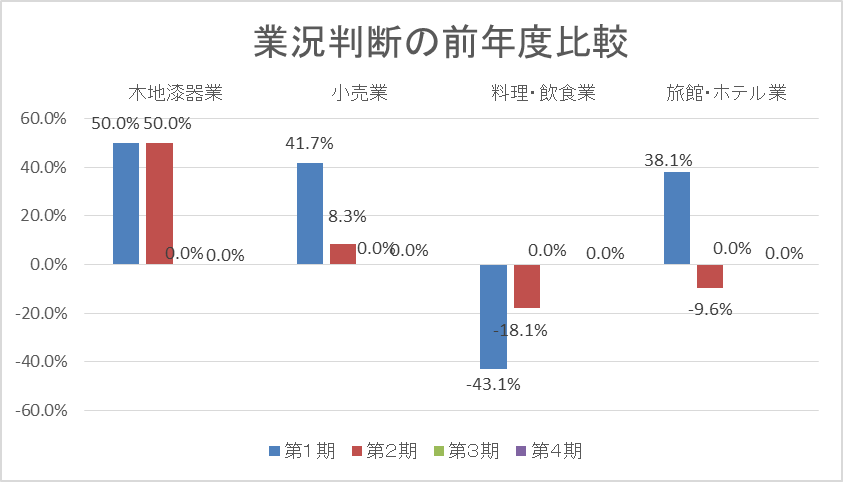 業況判断の前年度比較
木地漆器業 小売業 料理・飲食業 旅館・ホテル業
60.0%
40.0%
20.0%
0.0%
-20.0%
-40.0%
-60.0%
50.0% 50.0% 0.0% 0.0%
41.7% 8.3% 0.0% 0.0%
-43.1% -18.1% 0.0% 0.0%
38.1% -9.6% 0.0% 0.0%
第1期 第2期 第3期 第4期